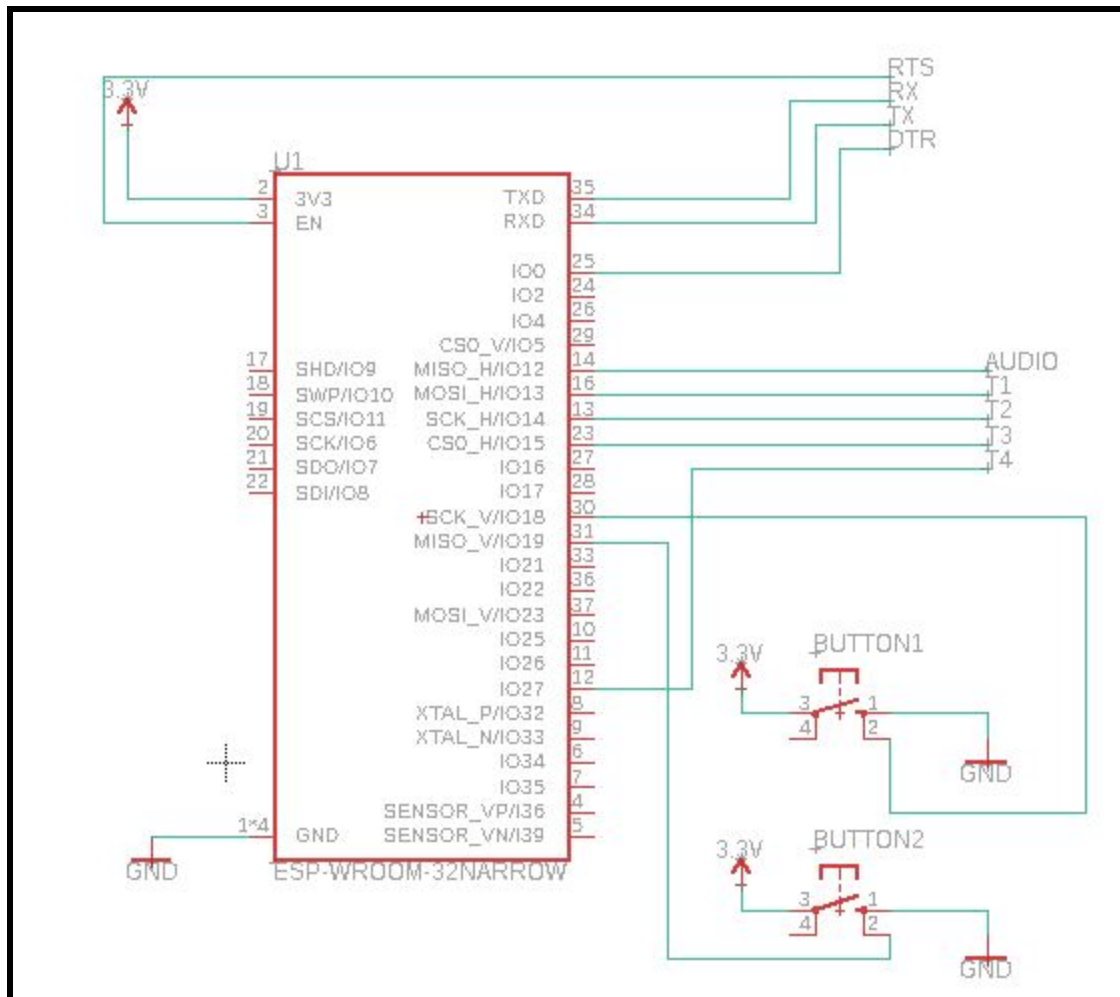 RTS
3.3V
RX
TX
DTR
U1
2 3V3 TXD 35
3 EN RXD 34
IO0 25
IO2 24
IO4 26
CS0_V/IO5 29
AUDIO
17 SHD/IO9 MISO_H/IO12 14
T1
18 SWP/IO10 MOSI_H/IO13 16
T2
19 SCS/IO11 SCK_H/IO14 13
T3
20 SCK/IO6 CS0_H/IO15 23
T4
21 SDO/IO7 IO16 27
22 SDI/IO8 IO17 28
SCK_V/IO18 30
MISO_V/IO19 31
IO21 33
IO22 36
MOSI_V/IO23 37
IO25 10
IO26 11
IO27 12
XTAL_P/IO32 8
XTAL_N/IO33 9
IO34 6
IO35 7
SENSOR_VP/I36 4
1*4 GND SENSOR_VN/I39 5
GND
ESP-WROOM-32NARROW
BUTTON1
3.3V
3 1
4 2
GND
BUTTON2
3.3V
3 1
4 2
GND